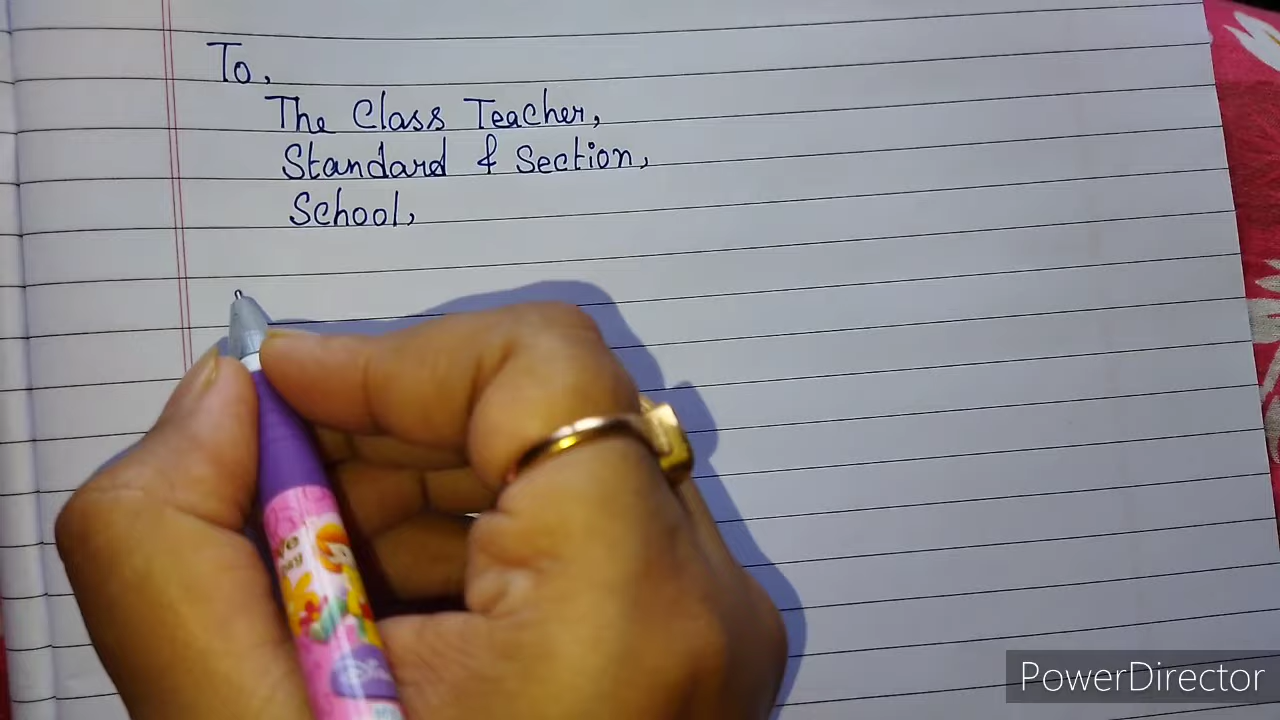 To,
The Class Teacher,
Standard & Section,
School,
PowerDirector